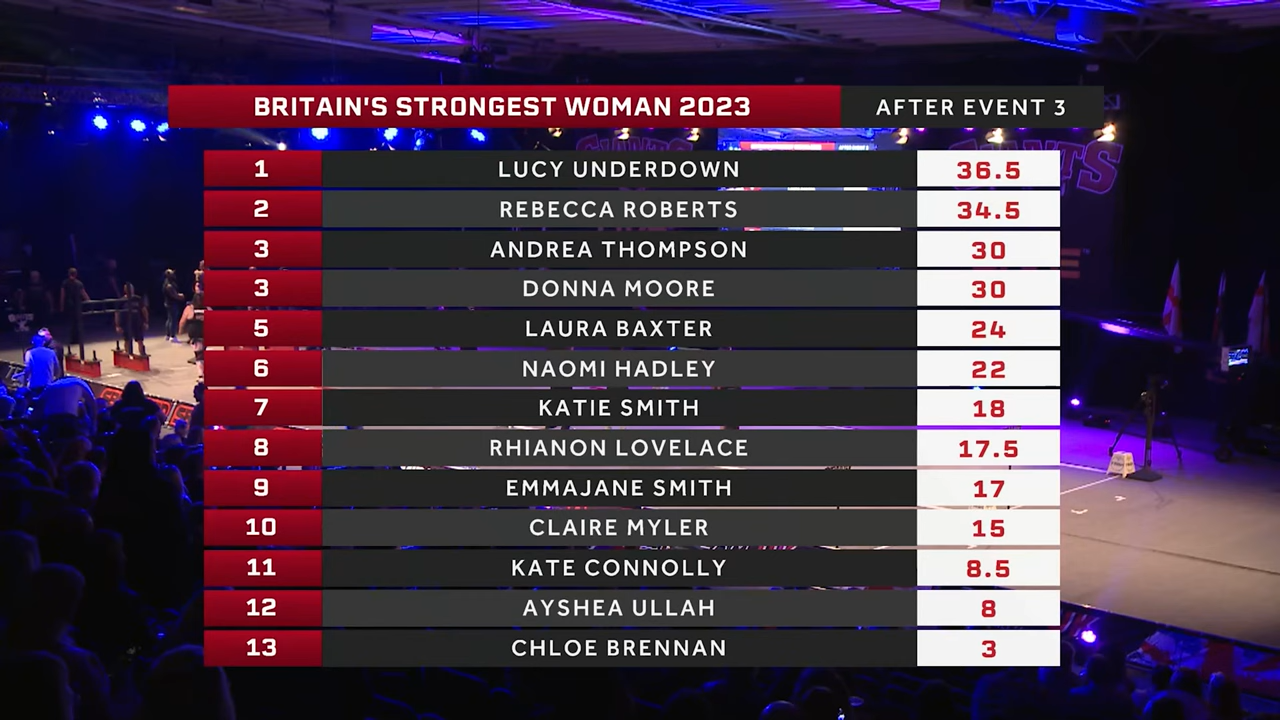 BRITAIN'S STRONGEST WOMAN 2023 AFTER EVENT 3
1 LUCY UNDERDOWN 36.5
2 REBECCA ROBERTS 34.5
3 ANDREA THOMPSON 30
3 DONNA MOORE 30
5 LAURA BAXTER 24
6 NAOMI HADLEY 22
7 KATIE SMITH 18
8 RHIANON LOVELACE 17.5
9 EMMAJANE SMITH 17
10 CLAIRE MYLER 15
11 KATE CONNOLLY 8.5
12 AYSHEA ULLAH 8
13 CHLOE BRENNAN 3